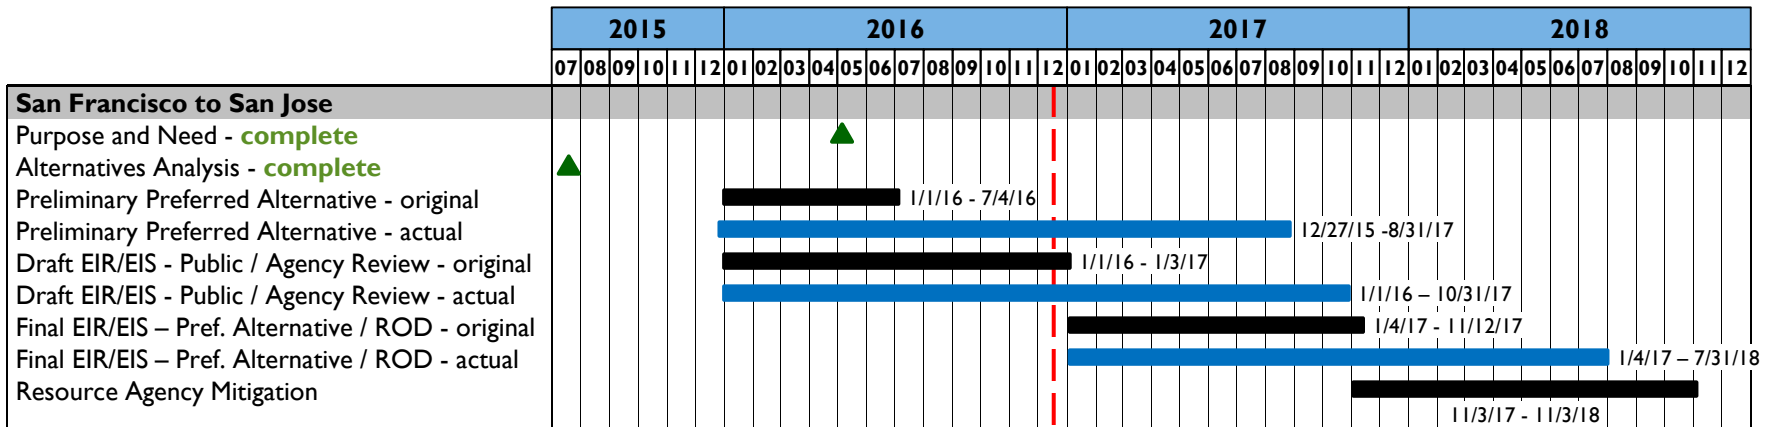 2015 2016 2017 2018
07 08 09 10 11 12 01 02 03 04 05 06 07 08 09 10 11 12 01 02 03 04 05 06 07 08 09 10 11 12 01 02 03 04 05 06 07 08 09 10 11 12
San Francisco to San Jose
Purpose and Need - complete
Alternatives Analysis - complete
Preliminary Preferred Alternative - original 1/1/16 - 7/4/16
Preliminary Preferred Alternative - actual 12/27/15 -8/31/17
Draft EIR/EIS - Public / Agency Review - original 1/1/16 - 1/3/17
Draft EIR/EIS - Public / Agency Review - actual 1/1/16 – 10/31/17
Final EIR/EIS – Pref. Alternative / ROD - original 1/4/17 - 11/12/17
Final EIR/EIS – Pref. Alternative / ROD - actual 1/4/17 – 7/31/18
Resource Agency Mitigation
11/3/17 - 11/3/18